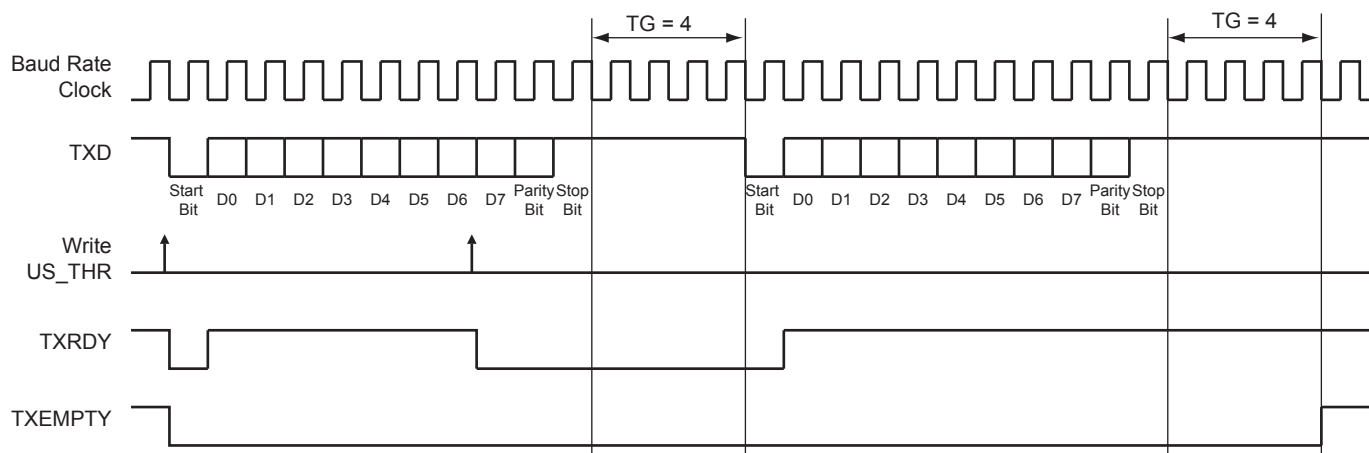 TG = 4
TG = 4
Baud Rate
Clock
TXD
Start
Bit
D0
D1
D2
D3
D4
D5
D6
D7
Parity
Bit
Stop
Bit
Start
Bit
D0
D1
D2
D3
D4
D5
D6
D7
Parity
Bit
Stop
Bit
Write
US_THR
TXRDY
TXEMPTY